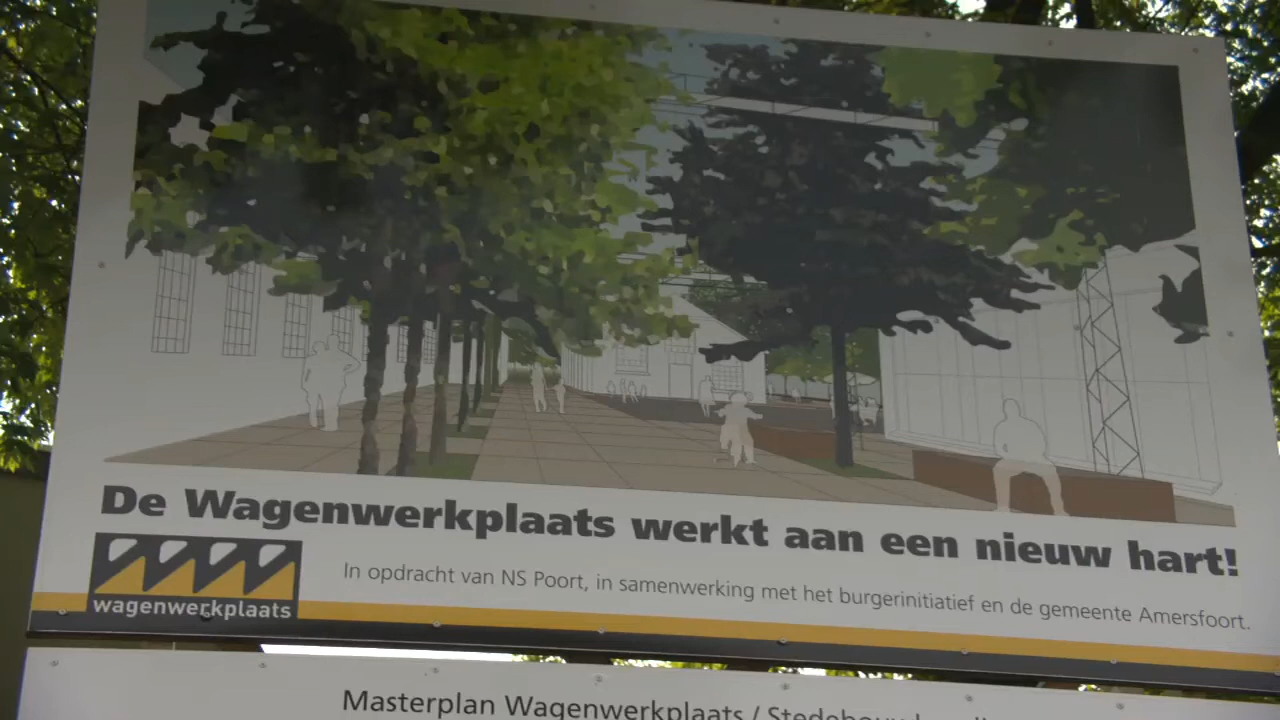 De Wagenwerkplaats werkt aan een nieuw hart!
wagenwerkplaats
In opdracht van NS Poort, in samenwerking met het burgerinitiatief en de gemeente Amersfoort.
Masterplan Wagenwerkplaats /